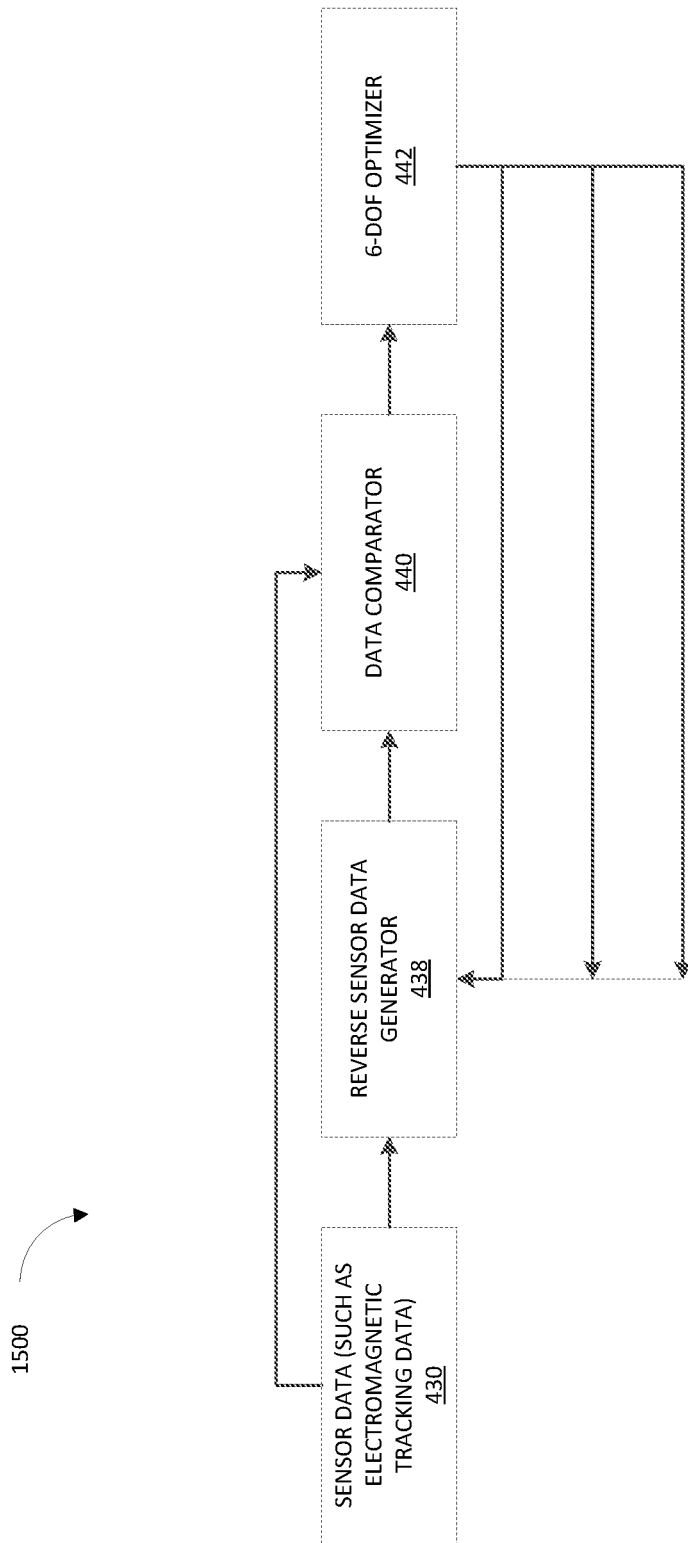 1500
SENSOR DATA (SUCH AS
ELECTROMAGNETIC
TRACKING DATA)
430
REVERSE SENSOR DATA
GENERATOR
438
DATA COMPARATOR
440
6-DOF OPTIMIZER
442